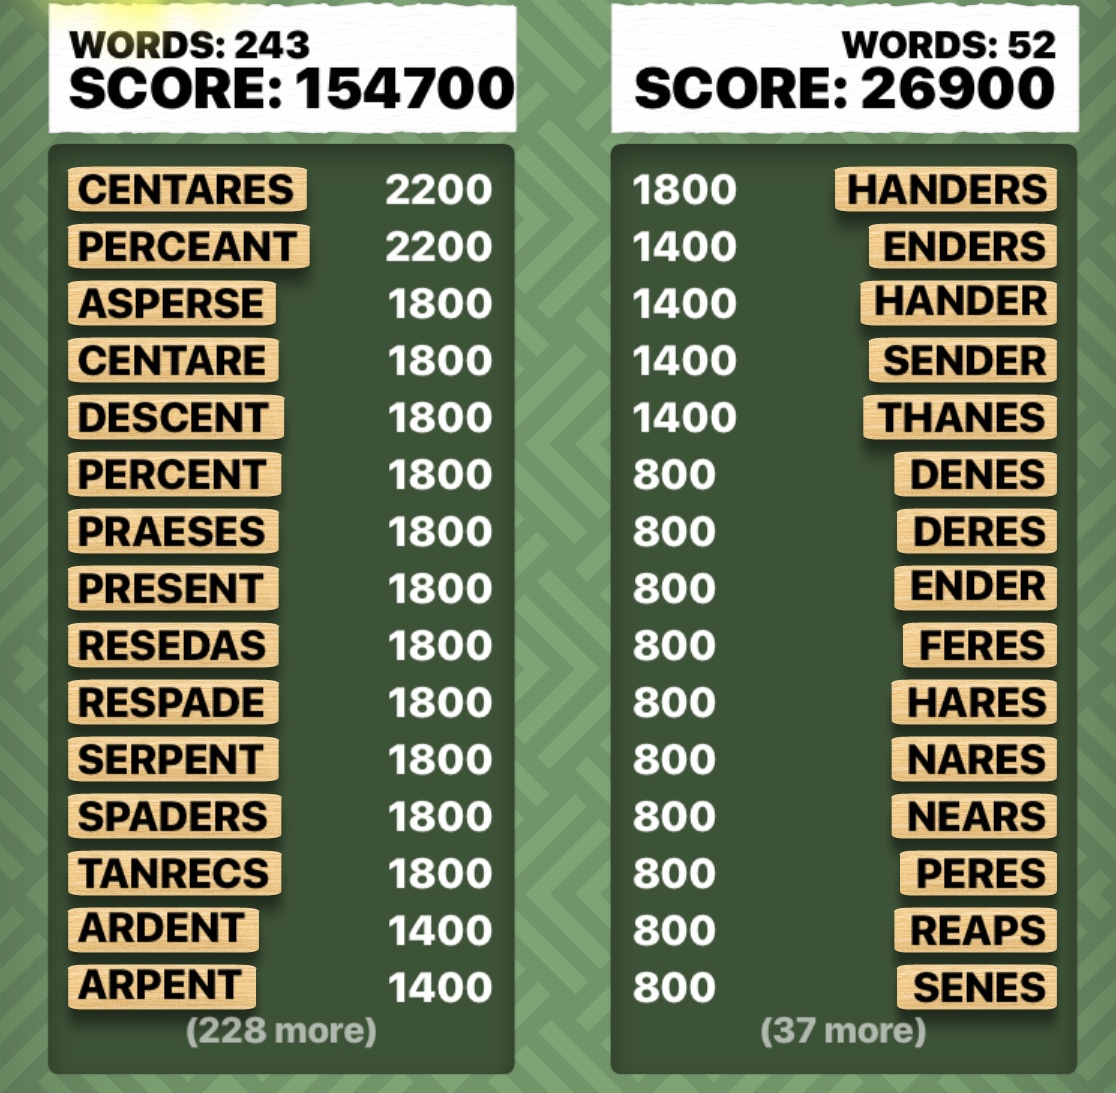 WORDS: 243
SCORE: 154700
CENTARES 2200
PERCEANT 2200
ASPERSE 1800
CENTARE 1800
DESCENT 1800
PERCENT 1800
PRAESES 1800
PRESENT 1800
RESEDAS 1800
RESPADE 1800
SERPENT 1800
SPADERS 1800
TANRECS 1800
ARDENT 1400
ARPENT 1400
(228 more)
WORDS: 52
SCORE: 26900
1800 HANDERS
1400 ENDERS
1400 HANDER
1400 SENDER
1400 THANES
800 DENES
800 DERES
800 ENDER
800 FERES
800 HARES
800 NARES
800 NEARS
800 PERES
800 REAPS
800 SENES
(37 more)